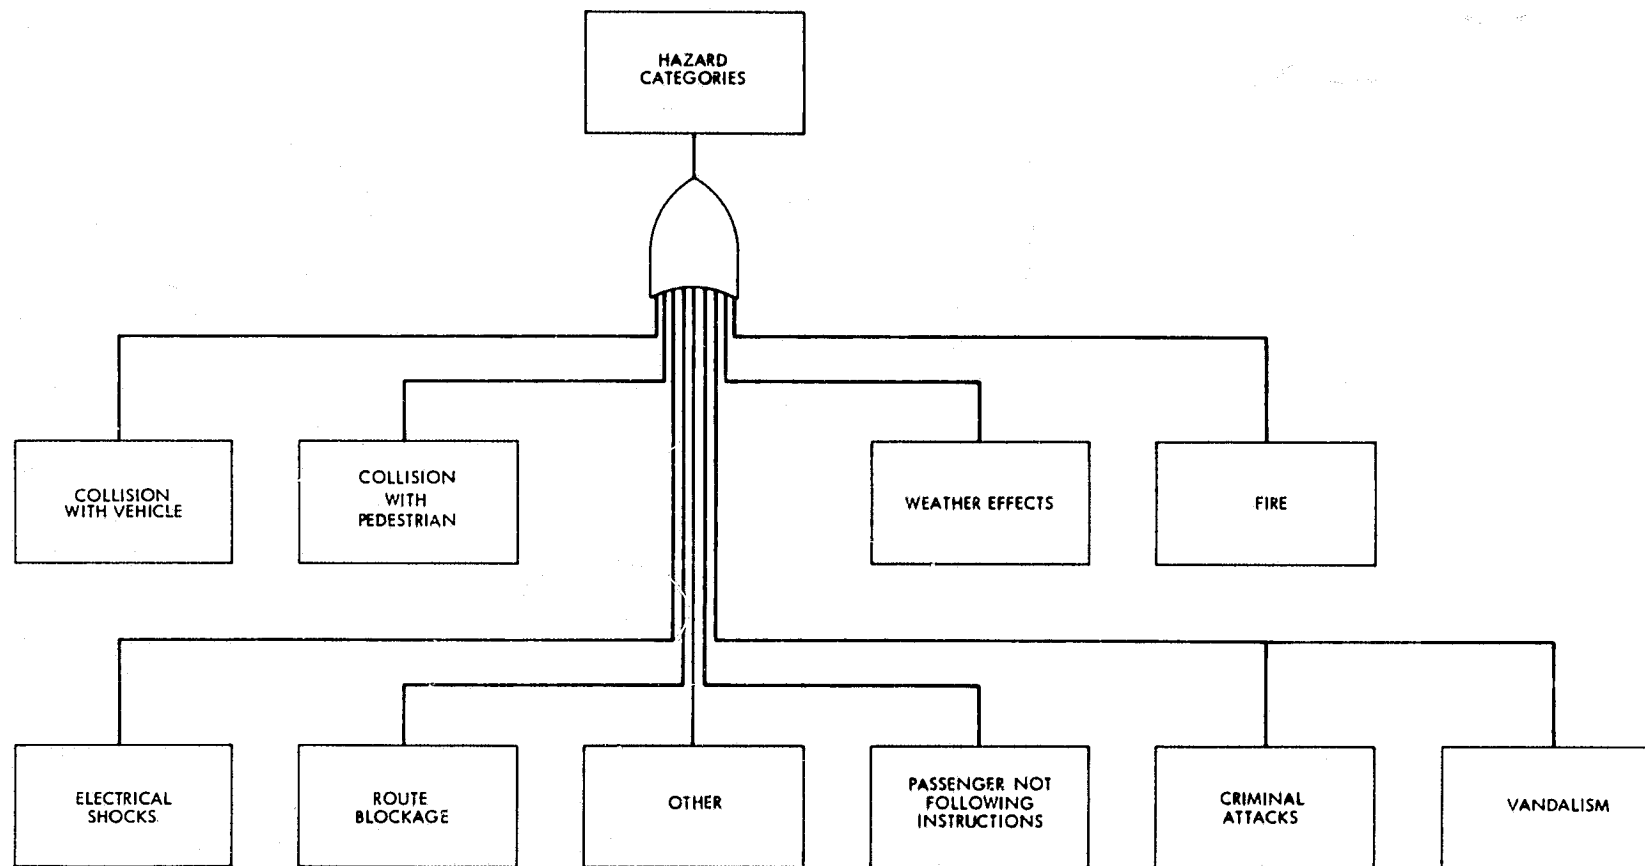 HAZARD
CATEGORIES
COLLISION
WITH VEHICLE
COLLISION
WITH
PEDESTRIAN
WEATHER EFFECTS
FIRE
ELECTRICAL
SHOCKS
ROUTE
BLOCKAGE
OTHER
PASSENGER NOT
FOLLOWING
INSTRUCTIONS
CRIMINAL
ATTACKS
VANDALISM